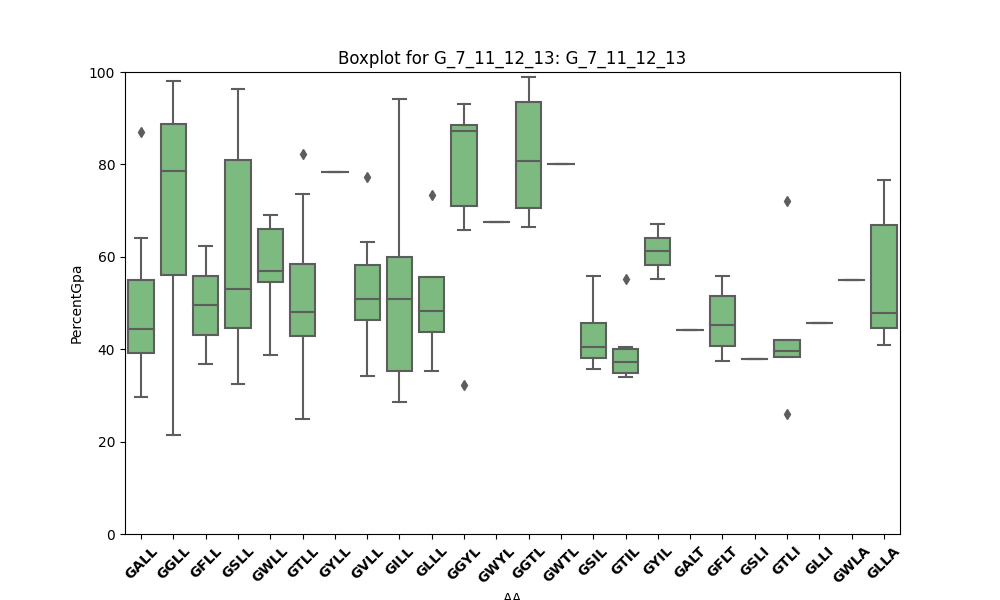 Boxplot for G_7_11_12_13: G_7_11_12_13
100
80
60
40
20
0
PercentGpa
GALL GGLL GFLL GSLL GWLL GTLL GYLL GVLL GILL GLLL GGYL GWYL GGTL GWTL GSIL GTIL GYIL GALT GFLT GSLI GTLI GLLI GWLA GLLA
AA